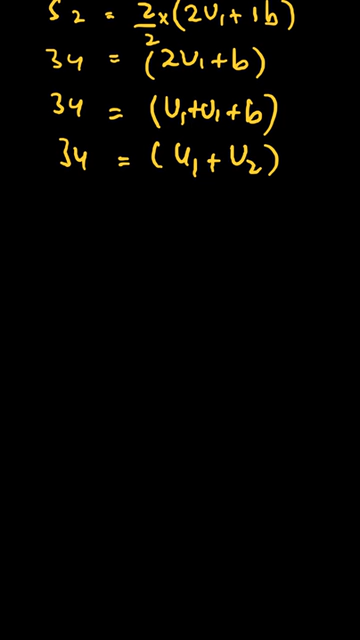 S2 = 2/2 x (2U1 + 1b)
34 = (2U1 + b)
34 = (U1 + U1 + b)
34 = (U1 + U2)